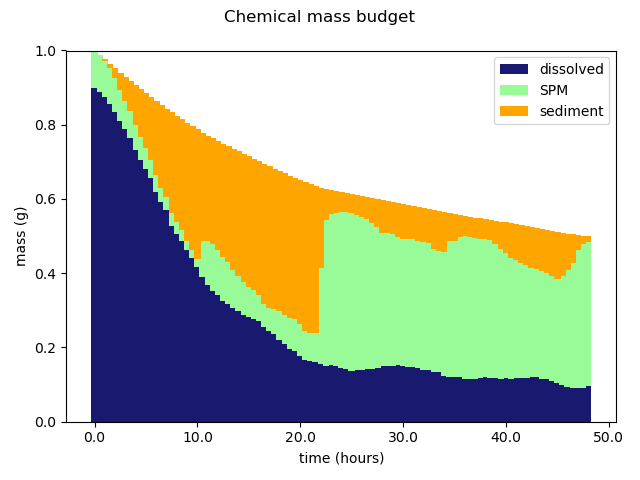 Chemical mass budget
1.0
0.8
0.6
0.4
0.2
0.0
mass (g)
dissolved
SPM
sediment
0.0 10.0 20.0 30.0 40.0 50.0
time (hours)